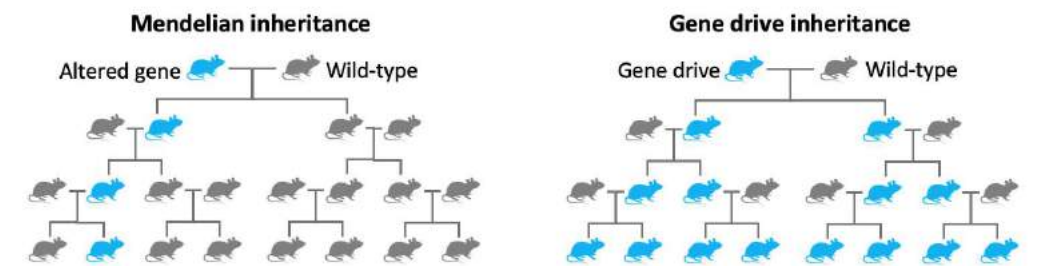 Mendelian inheritance
Altered gene Wild-type
Gene drive inheritance
Gene drive Wild-type